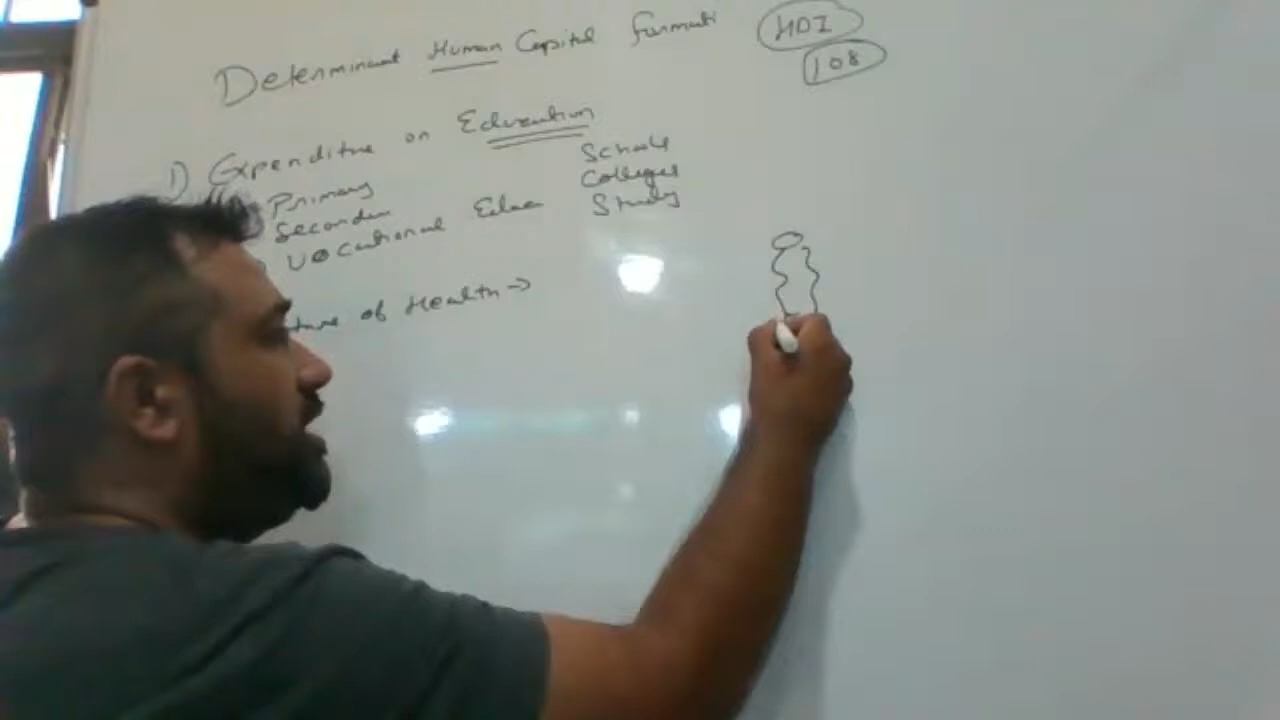 Determinant Human Capital formati
HDI
108
1) Expenditure on Education
Primary
Secondar
Vocational Educ
Schools
Colleges
Study
ture of Health →